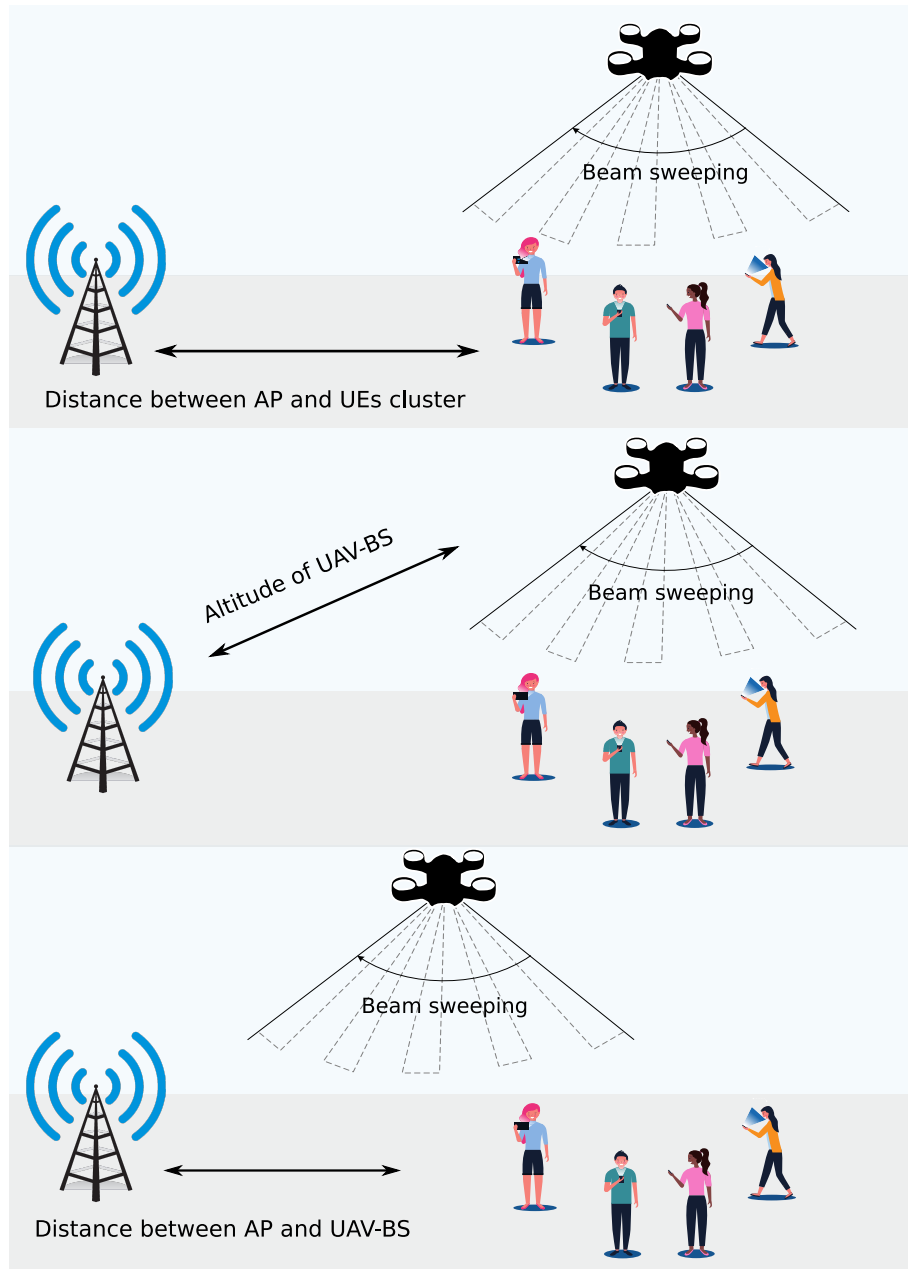 Beam sweeping
Distance between AP and UEs cluster
Altitude of UAV-BS
Beam sweeping
Beam sweeping
Distance between AP and UAV-BS